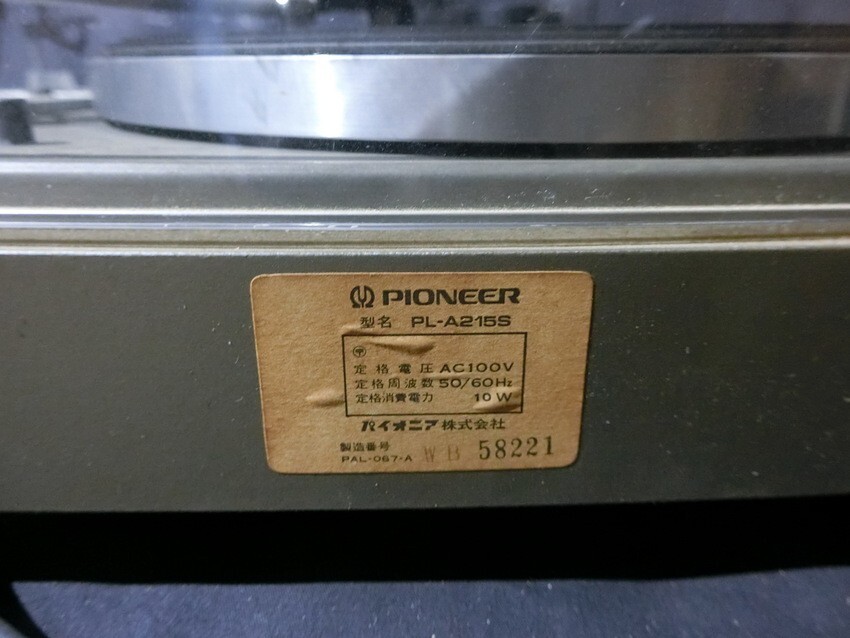 PIONEER
型名 PL-A215S
定格電圧 AC100V
定格周波数 50/60Hz
定格消費電力 10W
パイオニア株式会社
製造番号
PAL-067-A WB 58221